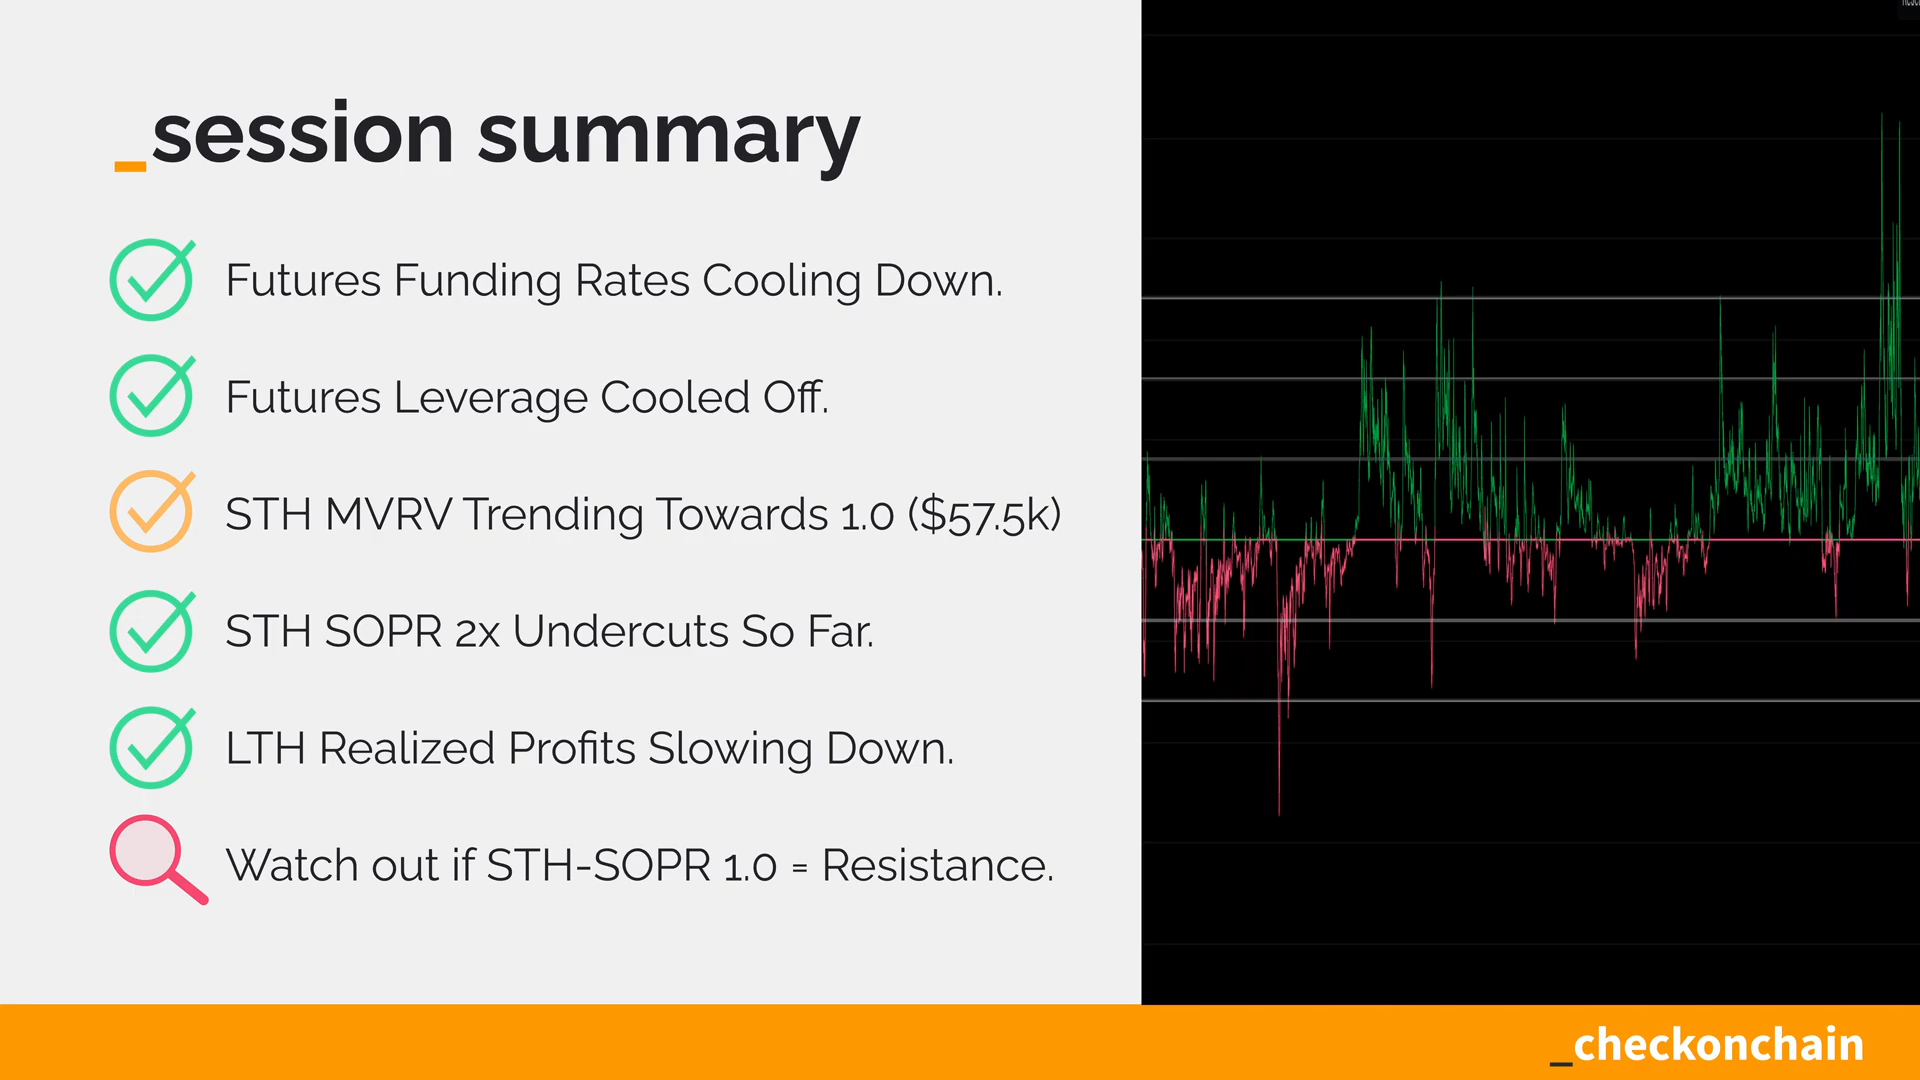 _session summary
Futures Funding Rates Cooling Down.
Futures Leverage Cooled Off.
STH MVRV Trending Towards 1.0 ($57.5k)
STH SOPR 2x Undercuts So Far.
LTH Realized Profits Slowing Down.
Watch out if STH-SOPR 1.0 = Resistance.
_checkonchain